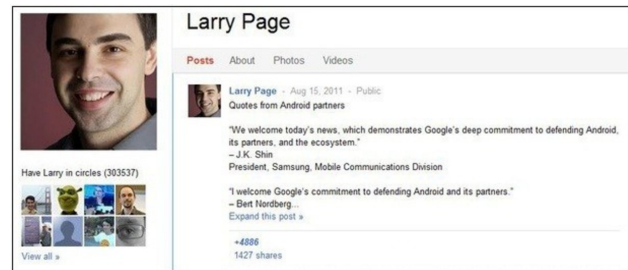 Larry Page
Posts About Photos Videos
Larry Page - Aug 15, 2011 - Public
Quotes from Android partners
"We welcome today's news, which demonstrates Google's deep commitment to defending Android,
its partners, and the ecosystem."
– J.K. Shin
President, Samsung, Mobile Communications Division
"I welcome Google's commitment to defending Android and its partners."
– Bert Nordberg...
Expand this post »
+4886
1427 shares
Have Larry in circles (303537)
View all »